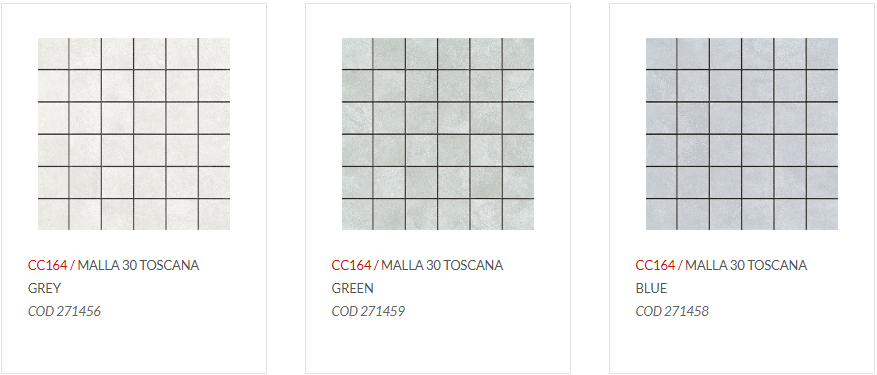 CC164 / MALLA 30 TOSCANA
GREY
COD 271456
CC164 / MALLA 30 TOSCANA
GREEN
COD 271459
CC164 / MALLA 30 TOSCANA
BLUE
COD 271458